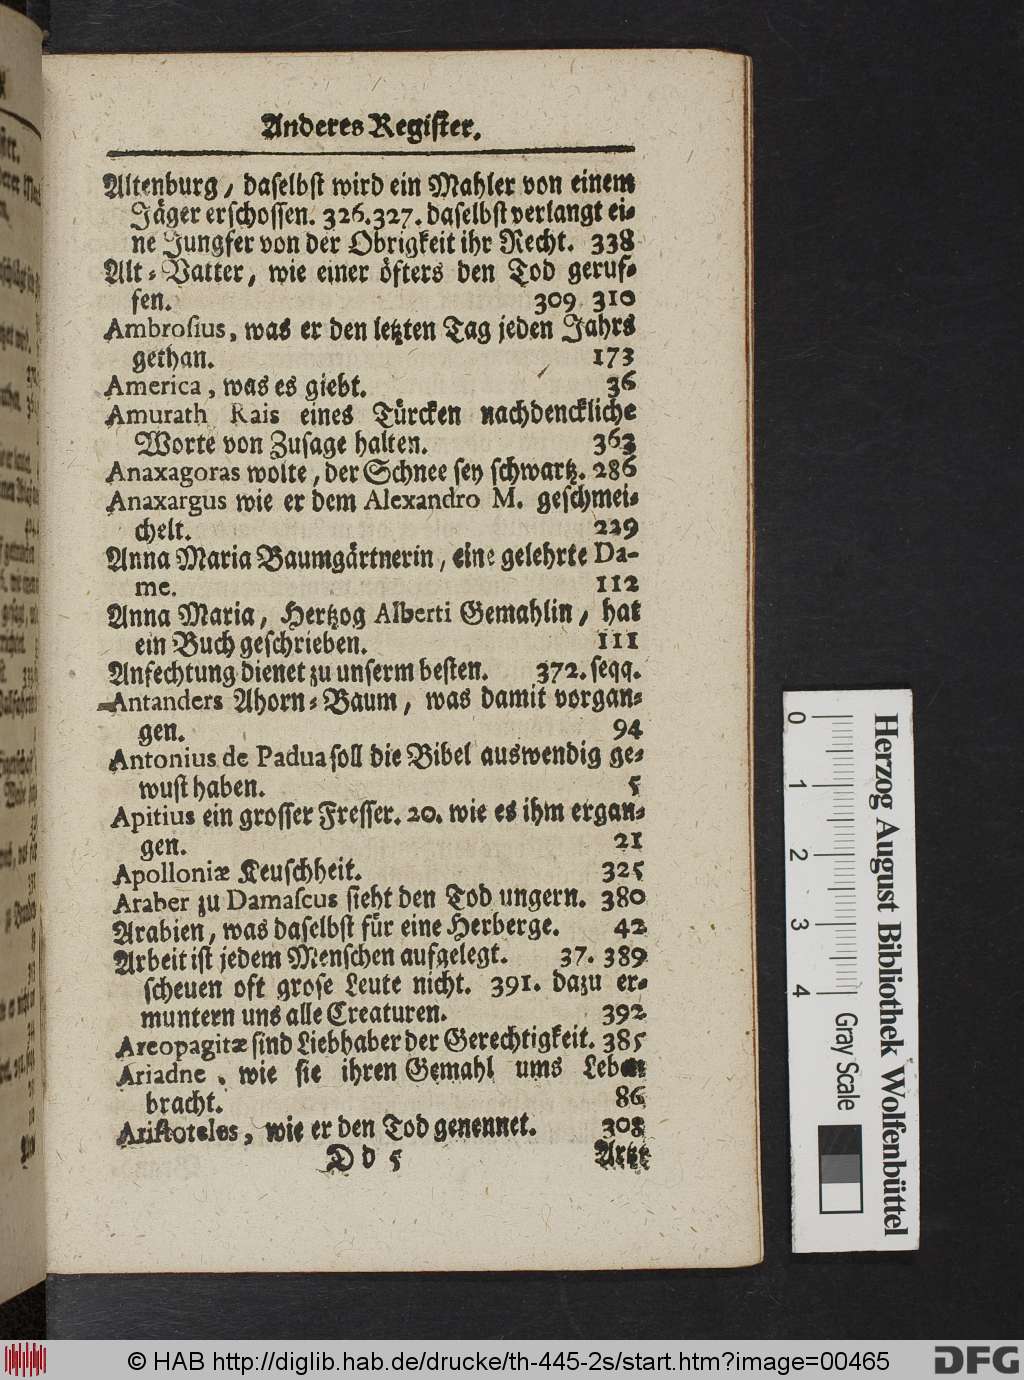 Anderes Register.
Altenburg, daselbst wird ein Mahler von einem
Jäger erschossen. 326.327. daselbst verlangt ei-
ne Jungfer von der Obrigkeit ihr Recht. 338
Alt-Vatter, wie einer öfters den Tod geruf-
fen. 309 310
Ambrosius, was er den letzten Tag jeden Jahrs
gethan. 173
America, was es giebt. 36
Amurath Rais eines Türcken nachdenckliche
Worte von Zusage halten. 363
Anaxagoras wolte, der Schnee sey schwartz. 286
Anaxargus wie er dem Alexandro M. geschmei-
chelt. 229
Anna Maria Baumgärtnerin, eine gelehrte Da-
me. 112
Anna Maria, Hertzog Alberti Gemahlin, hat
ein Buch geschrieben. 111
Anfechtung dienet zu unserm besten. 372. seqq.
Antanders Ahorn-Baum, was damit vorgan-
gen. 94
Antonius de Padua soll die Bibel auswendig ge-
wust haben. 5
Apitius ein grosser Fresser. 20. wie es ihm ergan-
gen. 21
Apolloniæ Keuschheit. 325
Araber zu Damascus sieht den Tod ungern. 380
Arabien, was daselbst für eine Herberge. 42
Arbeit ist jedem Menschen aufgelegt. 37. 389
scheuen oft grose Leute nicht. 391. dazu er-
muntern uns alle Creaturen. 392
Areopagitæ sind Liebhaber der Gerechtigkeit. 385
Ariadne, wie sie ihren Gemahl ums Leben
bracht. 86
Aristoteles, wie er den Tod genennet. 308
D d 5 Artzt
0 1 2 3 4
Herzog August Bibliothek Wolfenbüttel
Gray Scale
© HAB http://diglib.hab.de/drucke/th-445-2s/start.htm?image=00465
DFG